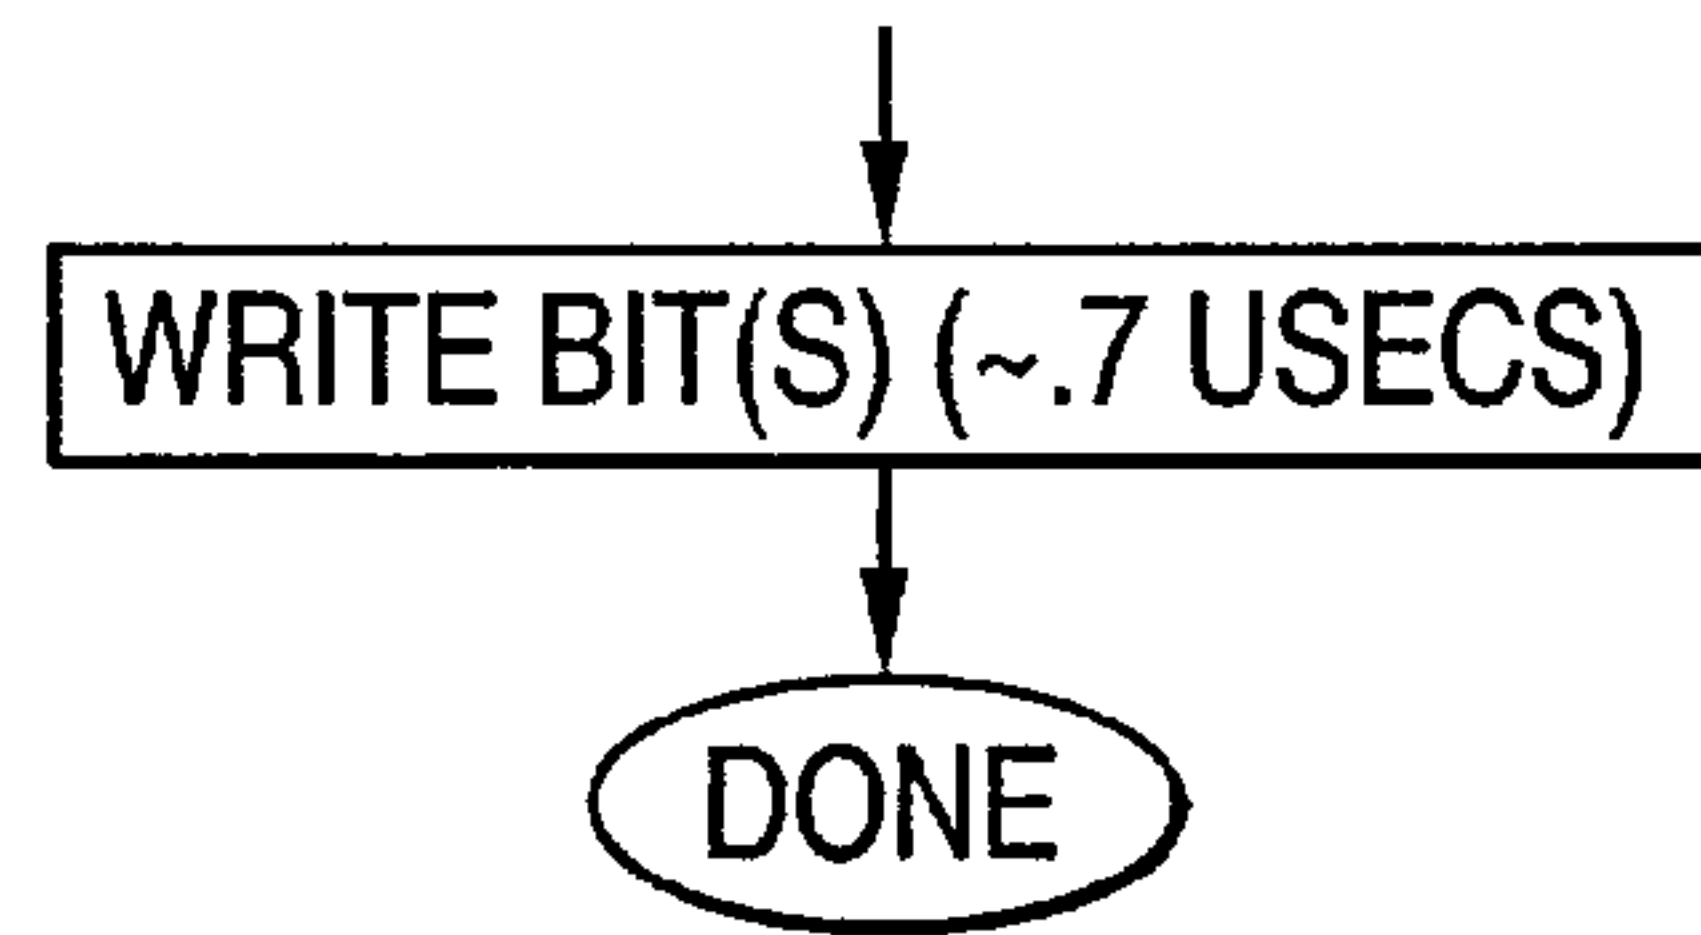 WRITE BIT(S) (~.7 USECS)
DONE